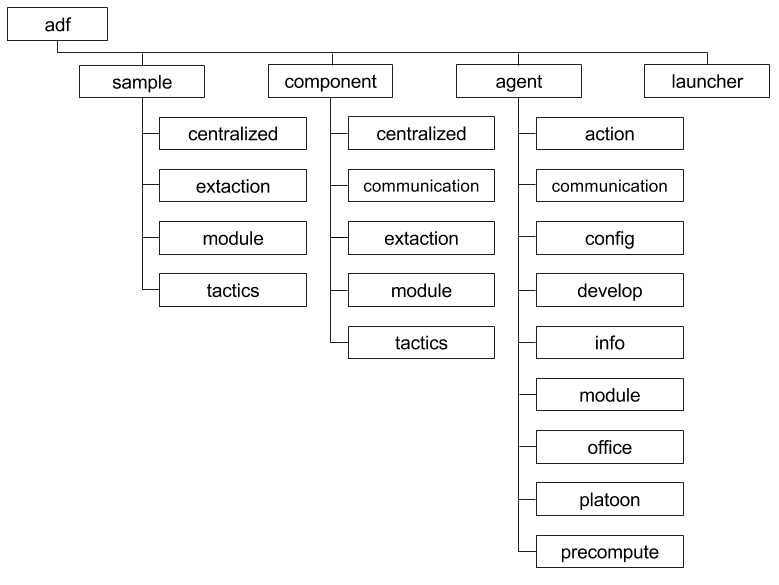 adf
sample
component
agent
launcher
centralized
extaction
module
tactics
centralized
communication
extaction
module
tactics
action
communication
config
develop
info
module
office
platoon
precompute